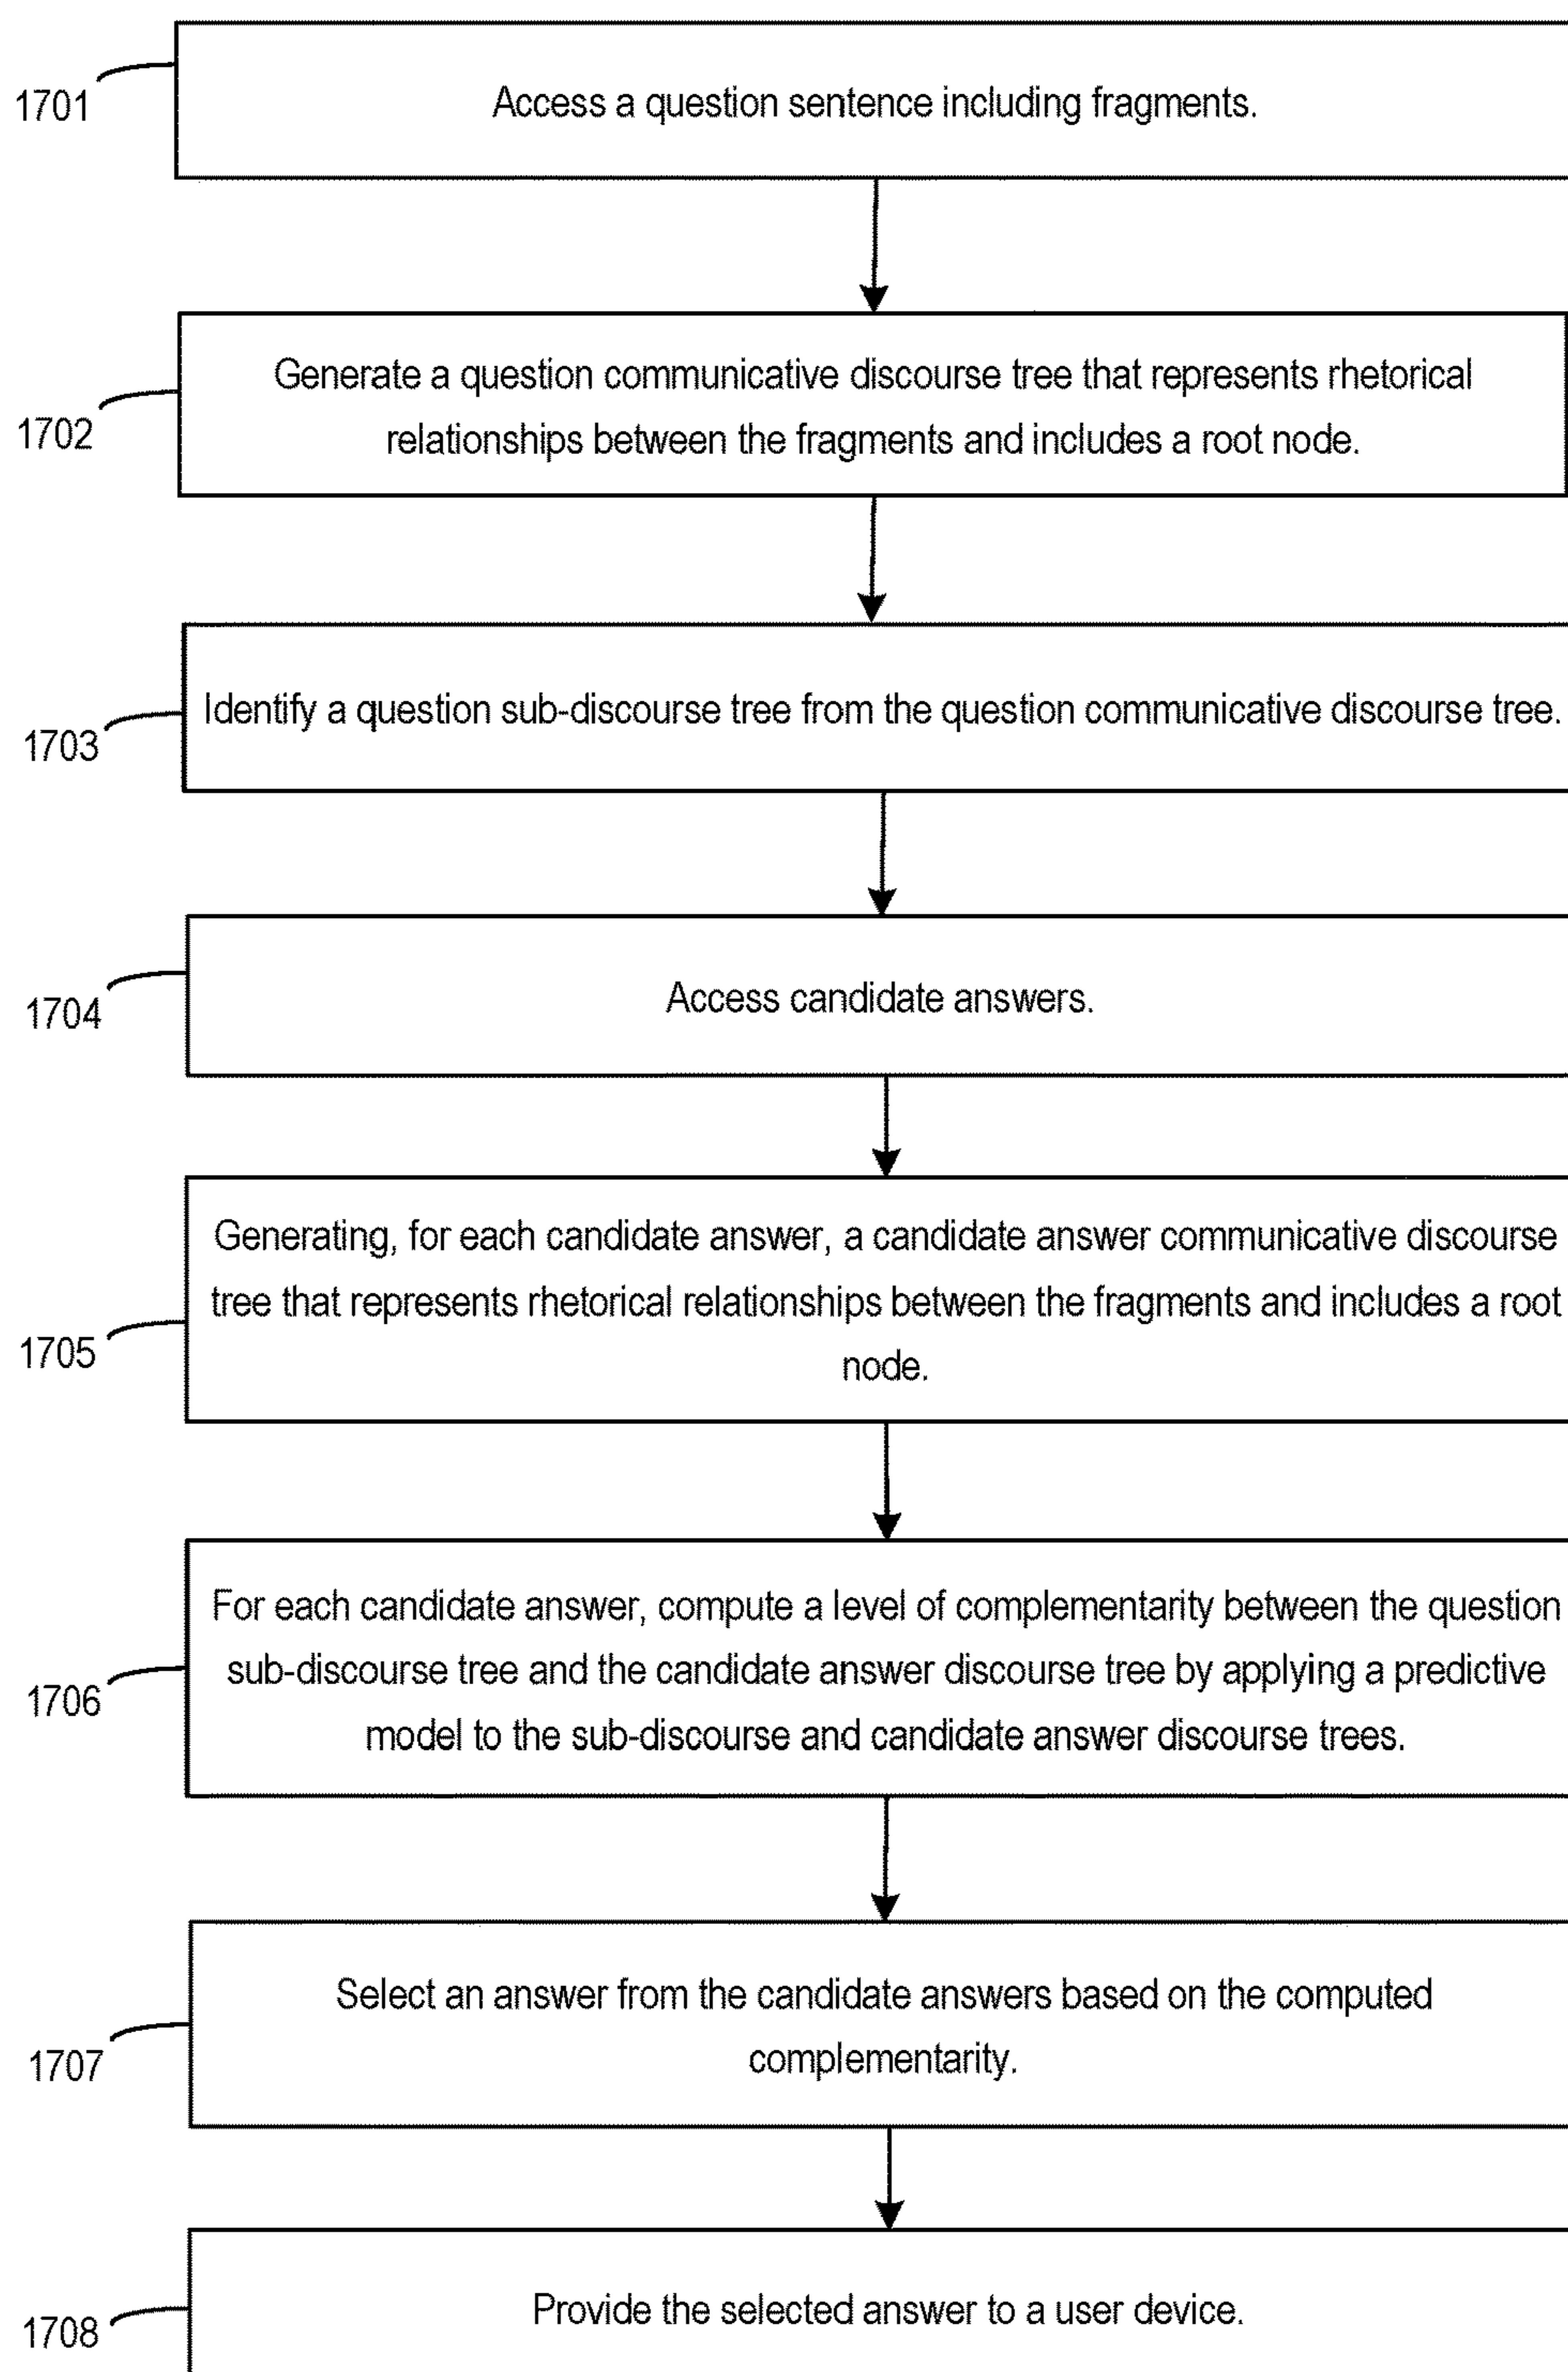 1701
Access a question sentence including fragments.
1702
Generate a question communicative discourse tree that represents rhetorical
relationships between the fragments and includes a root node.
1703
Identify a question sub-discourse tree from the question communicative discourse tree.
1704
Access candidate answers.
1705
Generating, for each candidate answer, a candidate answer communicative discourse
tree that represents rhetorical relationships between the fragments and includes a root
node.
1706
For each candidate answer, compute a level of complementarity between the question
sub-discourse tree and the candidate answer discourse tree by applying a predictive
model to the sub-discourse and candidate answer discourse trees.
1707
Select an answer from the candidate answers based on the computed
complementarity.
1708
Provide the selected answer to a user device.